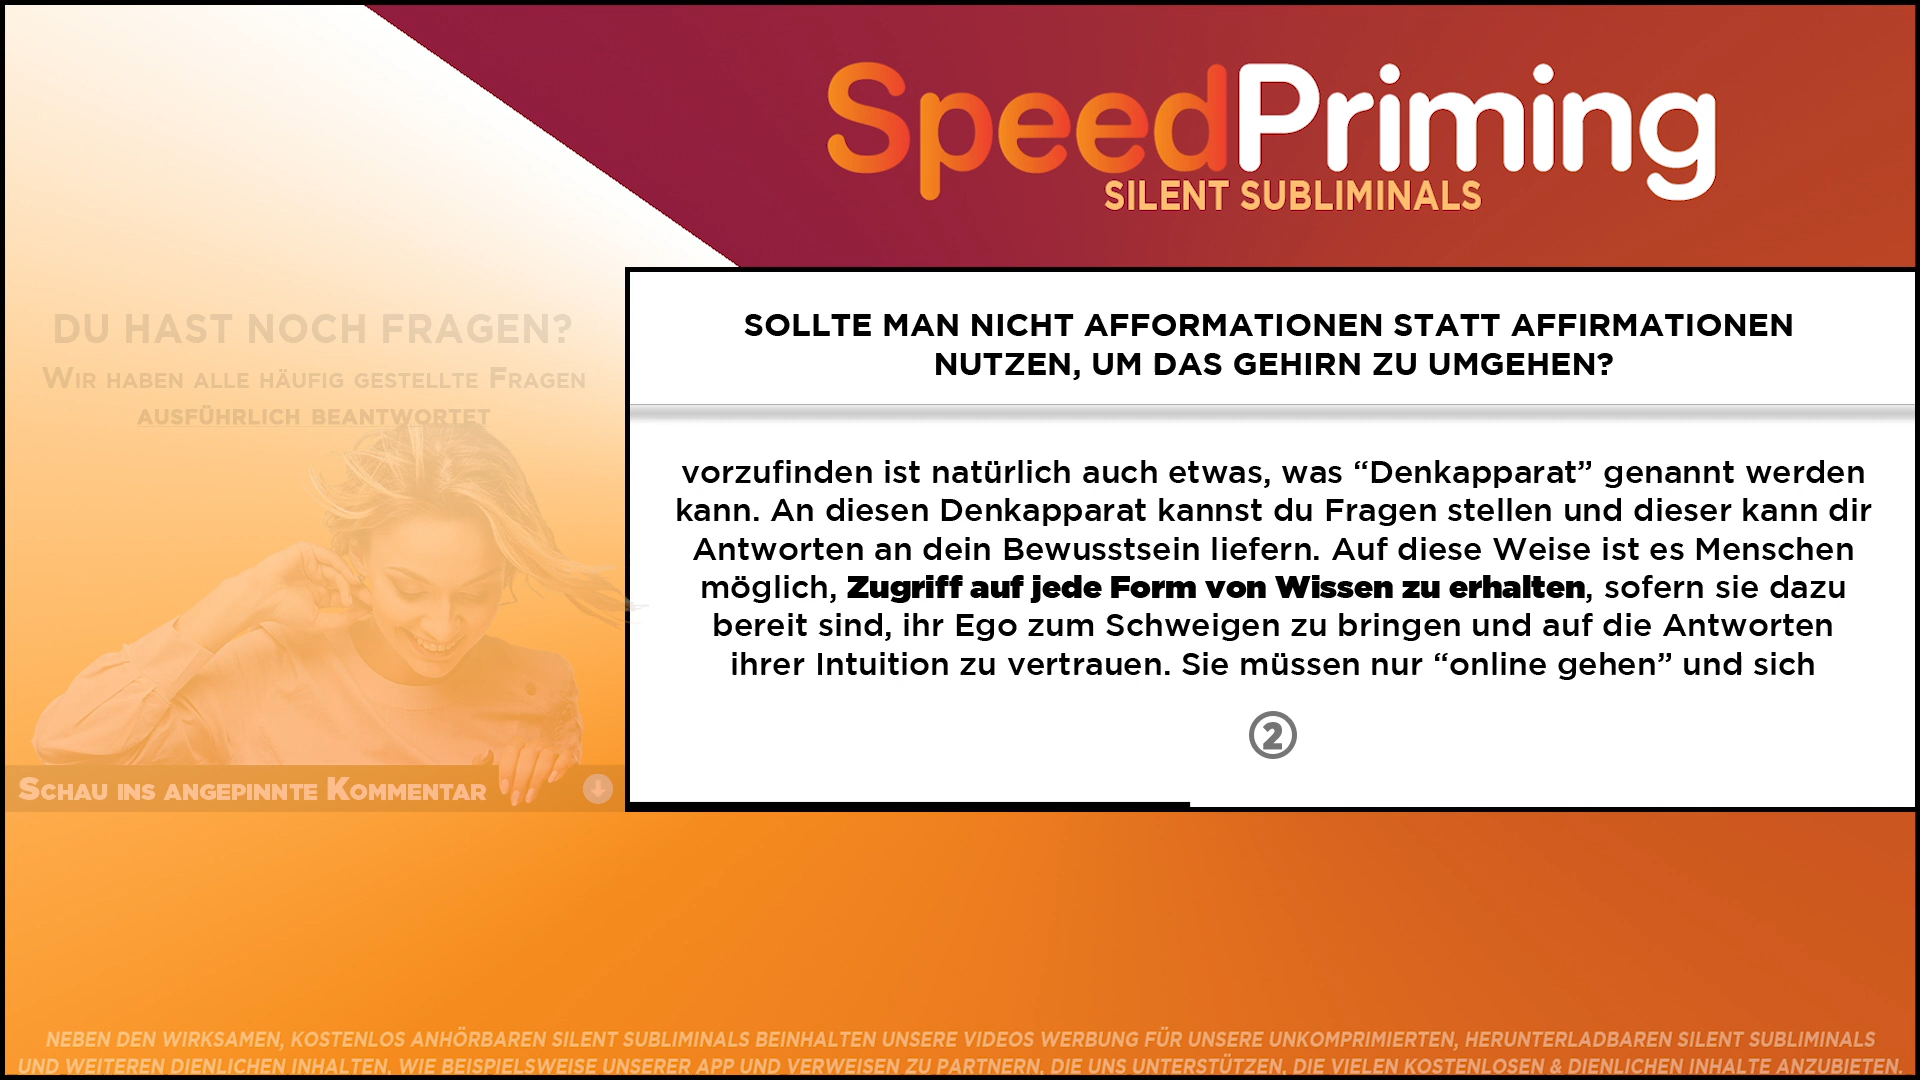 SpeedPriming
SILENT SUBLIMINALS
DU HAST NOCH FRAGEN?
WIR HABEN ALLE HÄUFIG GESTELLTE FRAGEN
AUSFÜHRLICH BEANTWORTET
SCHAU INS ANGEPINNTE KOMMENTAR
SOLLTE MAN NICHT AFFORMATIONEN STATT AFFIRMATIONEN
NUTZEN, UM DAS GEHIRN ZU UMGEHEN?
vorzufinden ist natürlich auch etwas, was “Denkapparat” genannt werden
kann. An diesen Denkapparat kannst du Fragen stellen und dieser kann dir
Antworten an dein Bewusstsein liefern. Auf diese Weise ist es Menschen
möglich, Zugriff auf jede Form von Wissen zu erhalten, sofern sie dazu
bereit sind, ihr Ego zum Schweigen zu bringen und auf die Antworten
ihrer Intuition zu vertrauen. Sie müssen nur “online gehen” und sich
2
NEBEN DEN WIRKSAMEN, KOSTENLOS ANHÖRBAREN SILENT SUBLIMINALS BEINHALTEN UNSERE VIDEOS WERBUNG FÜR UNSERE UNKOMPRIMIERTEN, HERUNTERLADBAREN SILENT SUBLIMINALS
UND WEITEREN DIENLICHEN INHALTEN, WIE BEISPIELSWEISE UNSERER APP UND VERWEISEN ZU PARTNERN, DIE UNS UNTERSTÜTZEN, DIE VIELEN KOSTENLOSEN & DIENLICHEN INHALTE ANZUBIETEN.